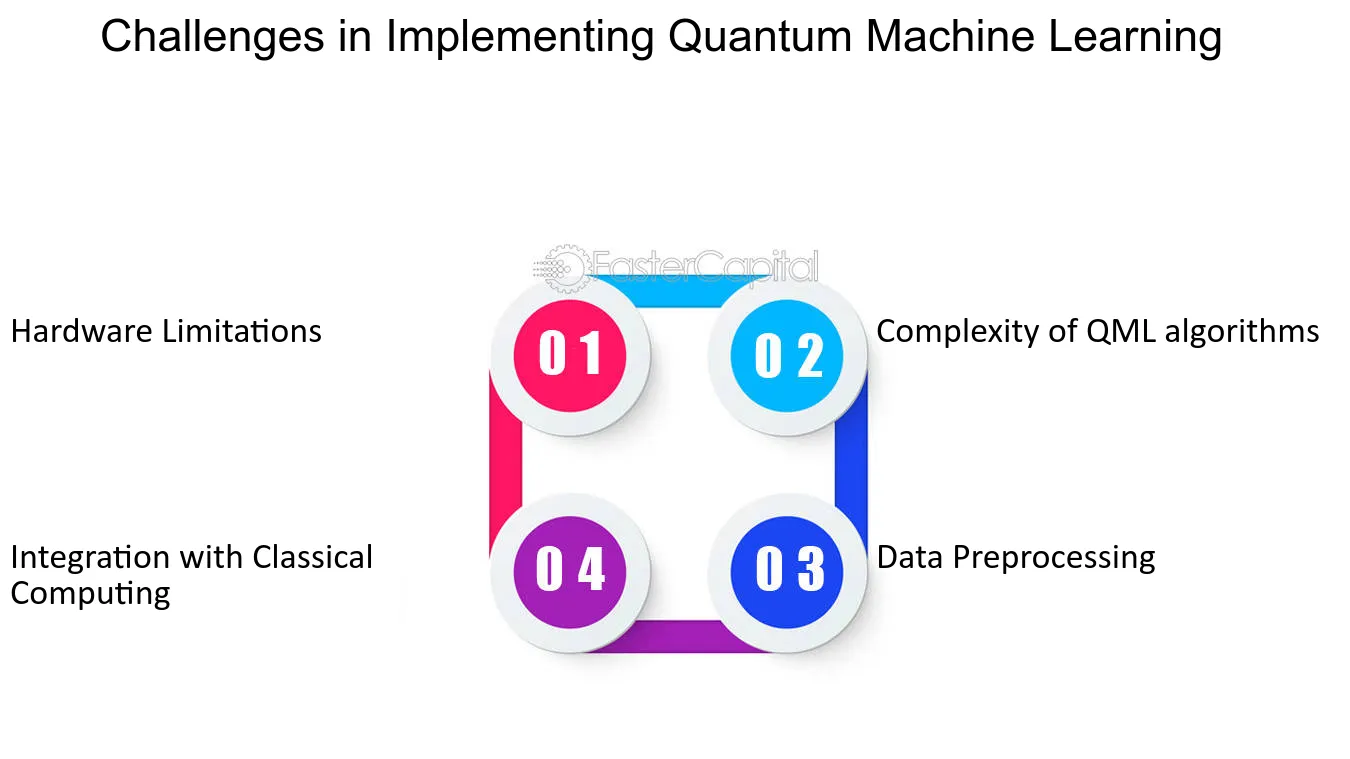 Challenges in Implementing Quantum Machine Learning
FasterCapital
Hardware Limitations
01
02
Complexity of QML algorithms
Integration with Classical
Computing
04
03
Data Preprocessing